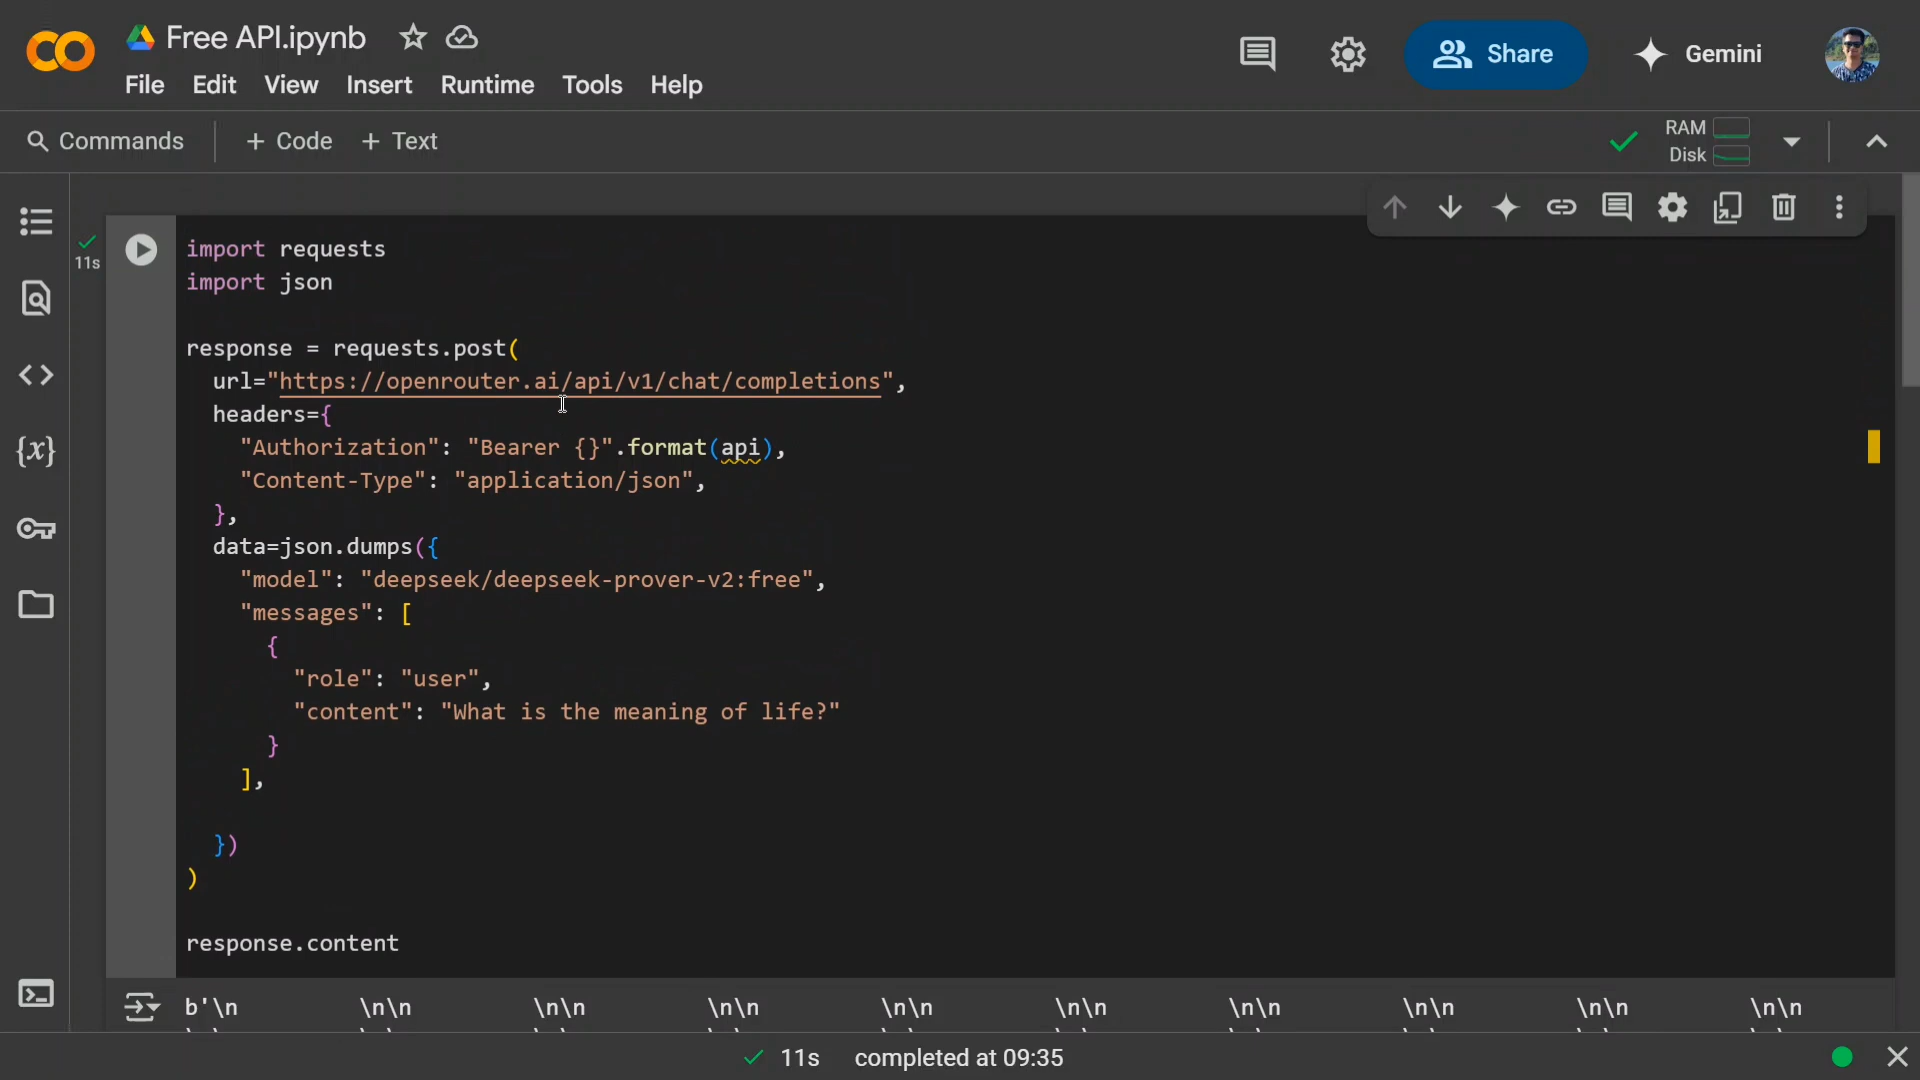 Free API.ipynb
File Edit View Insert Runtime Tools Help
Share
Gemini
Commands + Code + Text
RAM
Disk
11s
import requests
import json
response = requests.post(
url="https://openrouter.ai/api/v1/chat/completions",
headers={
"Authorization": "Bearer {}".format(api),
"Content-Type": "application/json",
},
data=json.dumps({
"model": "deepseek/deepseek-prover-v2:free",
"messages": [
{
"role": "user",
"content": "What is the meaning of life?"
}
],
})
)
response.content
b'\n \n\n \n\n \n\n \n\n \n\n \n\n \n\n \n\n \n\n
11s completed at 09:35